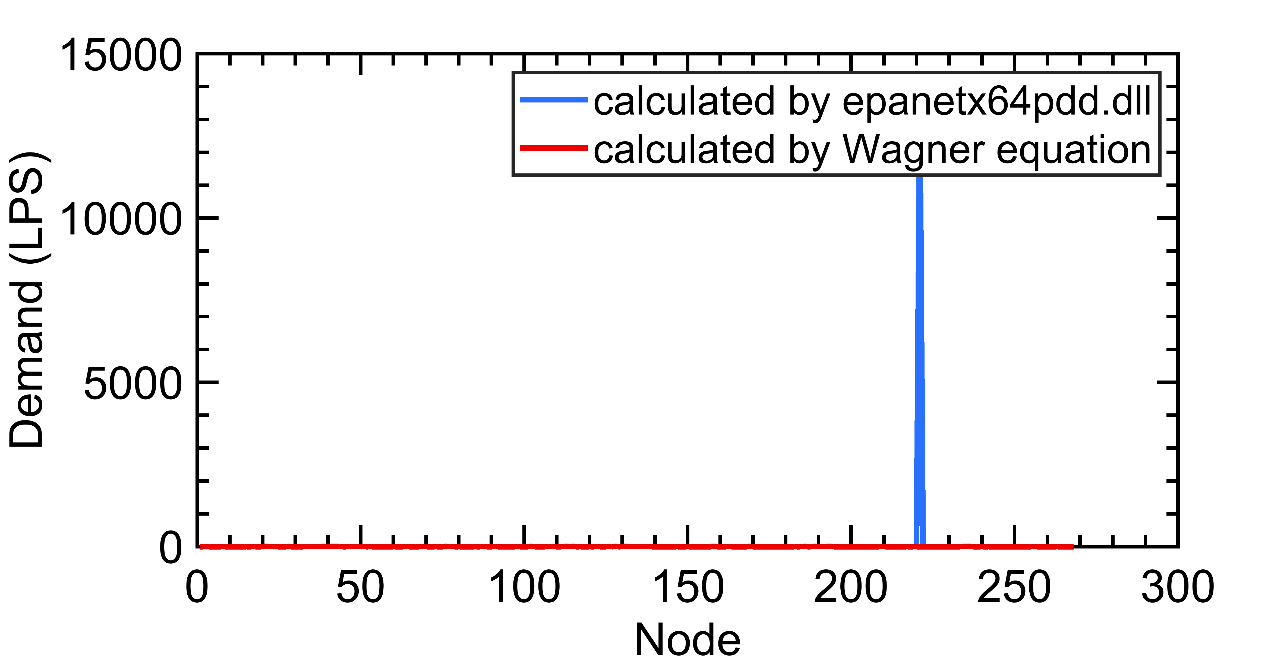 15000
10000
5000
0
Demand (LPS)
calculated by epanetx64pdd.dll
calculated by Wagner equation
0 50 100 150 200 250 300
Node